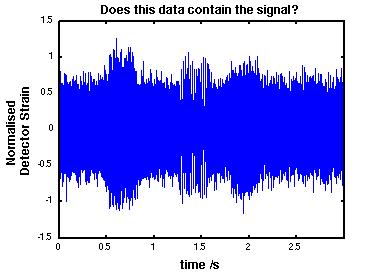 Does this data contain the signal?
1.5
1
0.5
0
-0.5
-1
-1.5
Normalised
Detector Strain
0 0.5 1 1.5 2 2.5
time /s